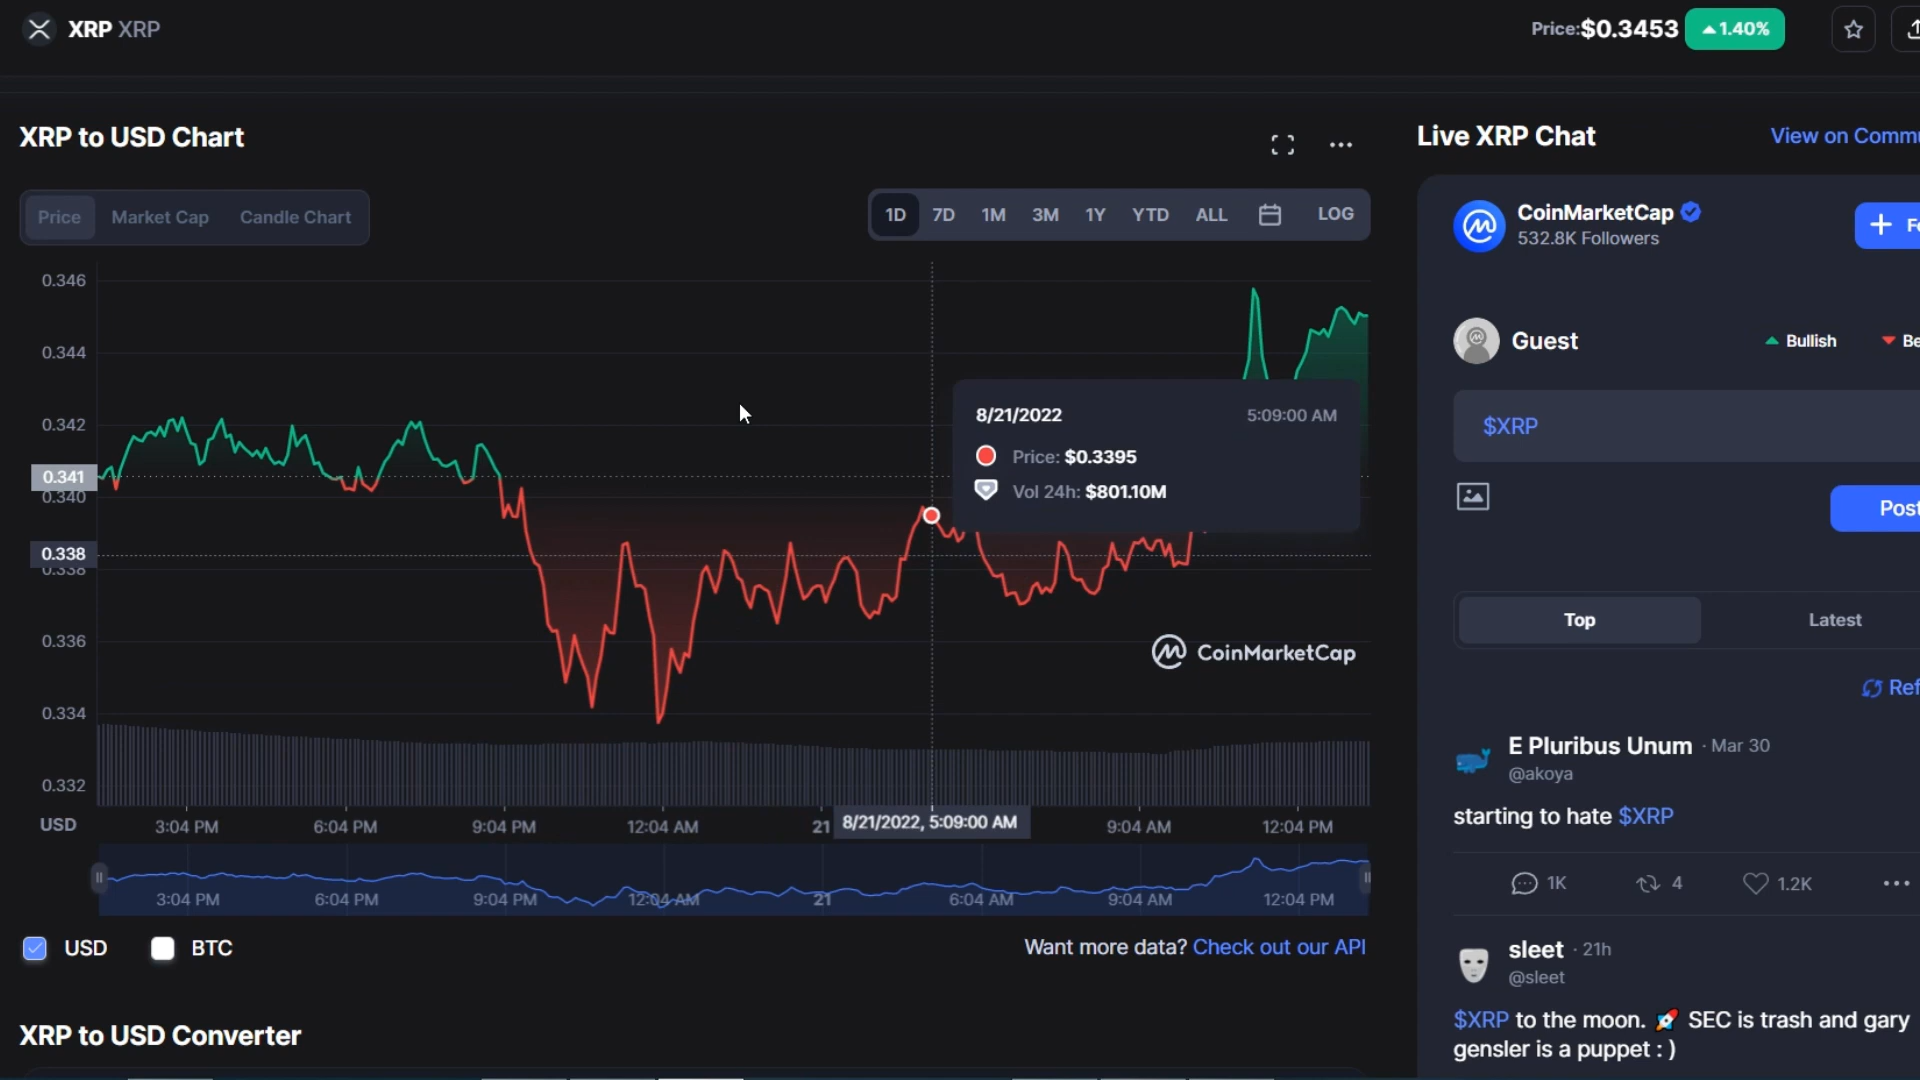 XRP XRP
Price:$0.3453 1.40%
XRP to USD Chart
Price Market Cap Candle Chart
1D 7D 1M 3M 1Y YTD ALL LOG
0.346
0.344
0.342
0.341
0.340
0.338
0.338
0.336
0.334
0.332
8/21/2022 5:09:00 AM
Price: $0.3395
Vol 24h: $801.10M
CoinMarketCap
USD 3:04 PM 6:04 PM 9:04 PM 12:04 AM 21 8/21/2022, 5:09:00 AM 9:04 AM 12:04 PM
3:04 PM 6:04 PM 9:04 PM 12:04 AM 21 6:04 AM 9:04 AM 12:04 PM
USD BTC
Want more data? Check out our API
XRP to USD Converter
Live XRP Chat View on Commu
CoinMarketCap
532.8K Followers
+ Fo
Guest Bullish Be
$XRP
Post
Top Latest
Ref
E Pluribus Unum · Mar 30
@akoya
starting to hate $XRP
1K 4 1.2K
sleet · 21h
@sleet
$XRP to the moon. 🚀 SEC is trash and gary
gensler is a puppet : )